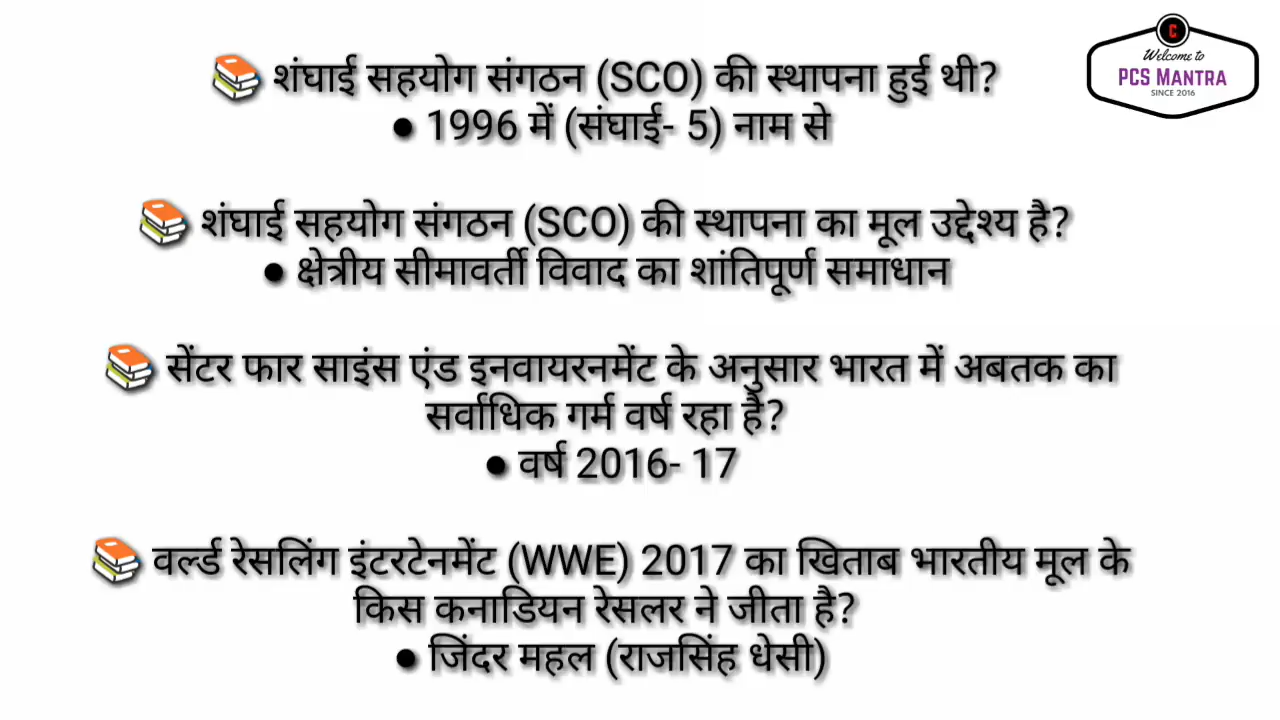 📚 शंघाई सहयोग संगठन (SCO) की स्थापना हुई थी?
● 1996 में (संघाई- 5) नाम से
📚 शंघाई सहयोग संगठन (SCO) की स्थापना का मूल उद्देश्य है?
● क्षेत्रीय सीमावर्ती विवाद का शांतिपूर्ण समाधान
📚 सेंटर फार साइंस एंड इनवायरनमेंट के अनुसार भारत में अबतक का
सर्वाधिक गर्म वर्ष रहा है?
● वर्ष 2016- 17
📚 वर्ल्ड रेसलिंग इंटरटेनमेंट (WWE) 2017 का खिताब भारतीय मूल के
किस कनाडियन रेसलर ने जीता है?
● जिंदर महल (राजसिंह धेसी)
C
Welcome to
PCS MANTRA
SINCE 2016